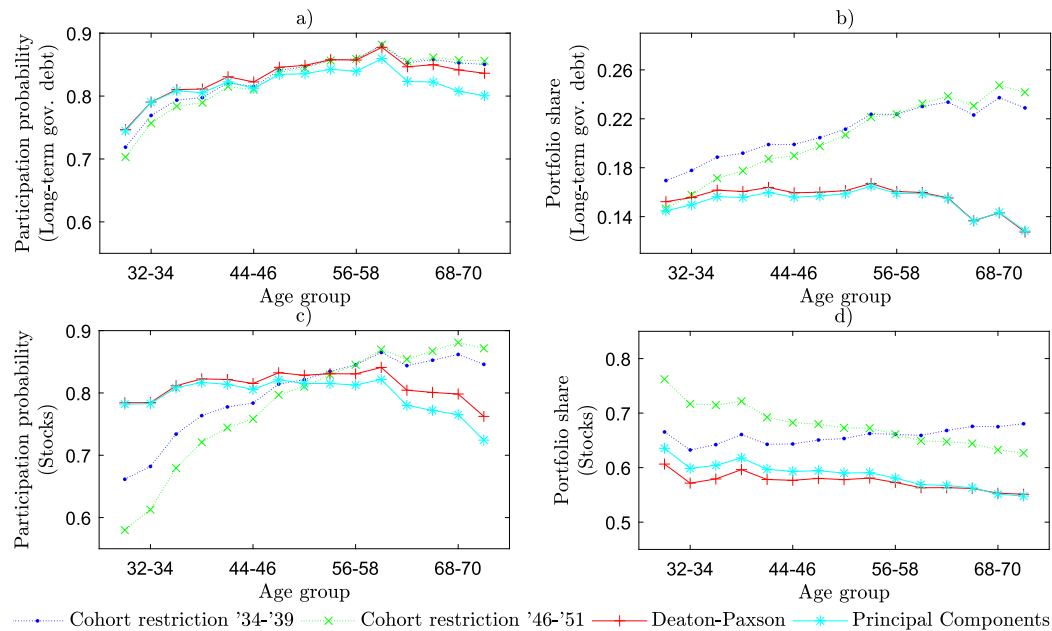 a)
Participation probability
(Long-term gov. debt)
0.9
0.8
0.7
0.6
32-34 44-46 56-58 68-70
Age group
b)
Portfolio share
(Long-term gov. debt)
0.26
0.22
0.18
0.14
32-34 44-46 56-58 68-70
Age group
c)
Participation probability
(Stocks)
0.9
0.8
0.7
0.6
32-34 44-46 56-58 68-70
Age group
d)
Portfolio share
(Stocks)
0.8
0.7
0.6
0.5
32-34 44-46 56-58 68-70
Age group
Cohort restriction '34-'39 Cohort restriction '46-'51 Deaton-Paxson Principal Components